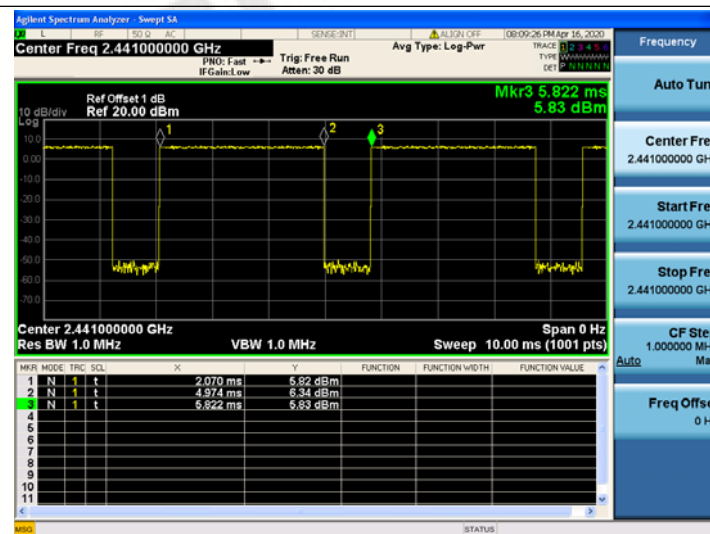 Agilent Spectrum Analyzer - Swept SA
L RF 50 Ω AC SENSE:INT ALIGN OFF 08:09:26 PM Apr 16, 2020
Center Freq 2.441000000 GHz
PNO: Fast
IFGain:Low
Trig: Free Run
Atten: 30 dB
Avg Type: Log-Pwr
TRACE 1 2 3 4 5 6
TYPE
DET P N N N N N
Mkr3 5.822 ms
5.83 dBm
Ref Offset 1 dB
10 dB/div Ref 20.00 dBm
Log
10.0
0.00
-10.0
-20.0
-30.0
-40.0
-50.0
-60.0
-70.0
1
2
3
Center 2.441000000 GHz Span 0 Hz
Res BW 1.0 MHz VBW 1.0 MHz Sweep 10.00 ms (1001 pts)
MKR MODE TRC SCL X Y FUNCTION FUNCTION WIDTH FUNCTION VALUE
1 N 1 t 2.070 ms 5.82 dBm
2 N 1 t 4.974 ms 6.34 dBm
3 N 1 t 5.822 ms 5.83 dBm
4
5
6
7
8
9
10
11
MSG STATUS
Frequency
Auto Tun
Center Fre
2.441000000 GH
Start Fre
2.441000000 GH
Stop Fre
2.441000000 GH
CF Ste
1.000000 MH
Auto Ma
Freq Offse
0 H